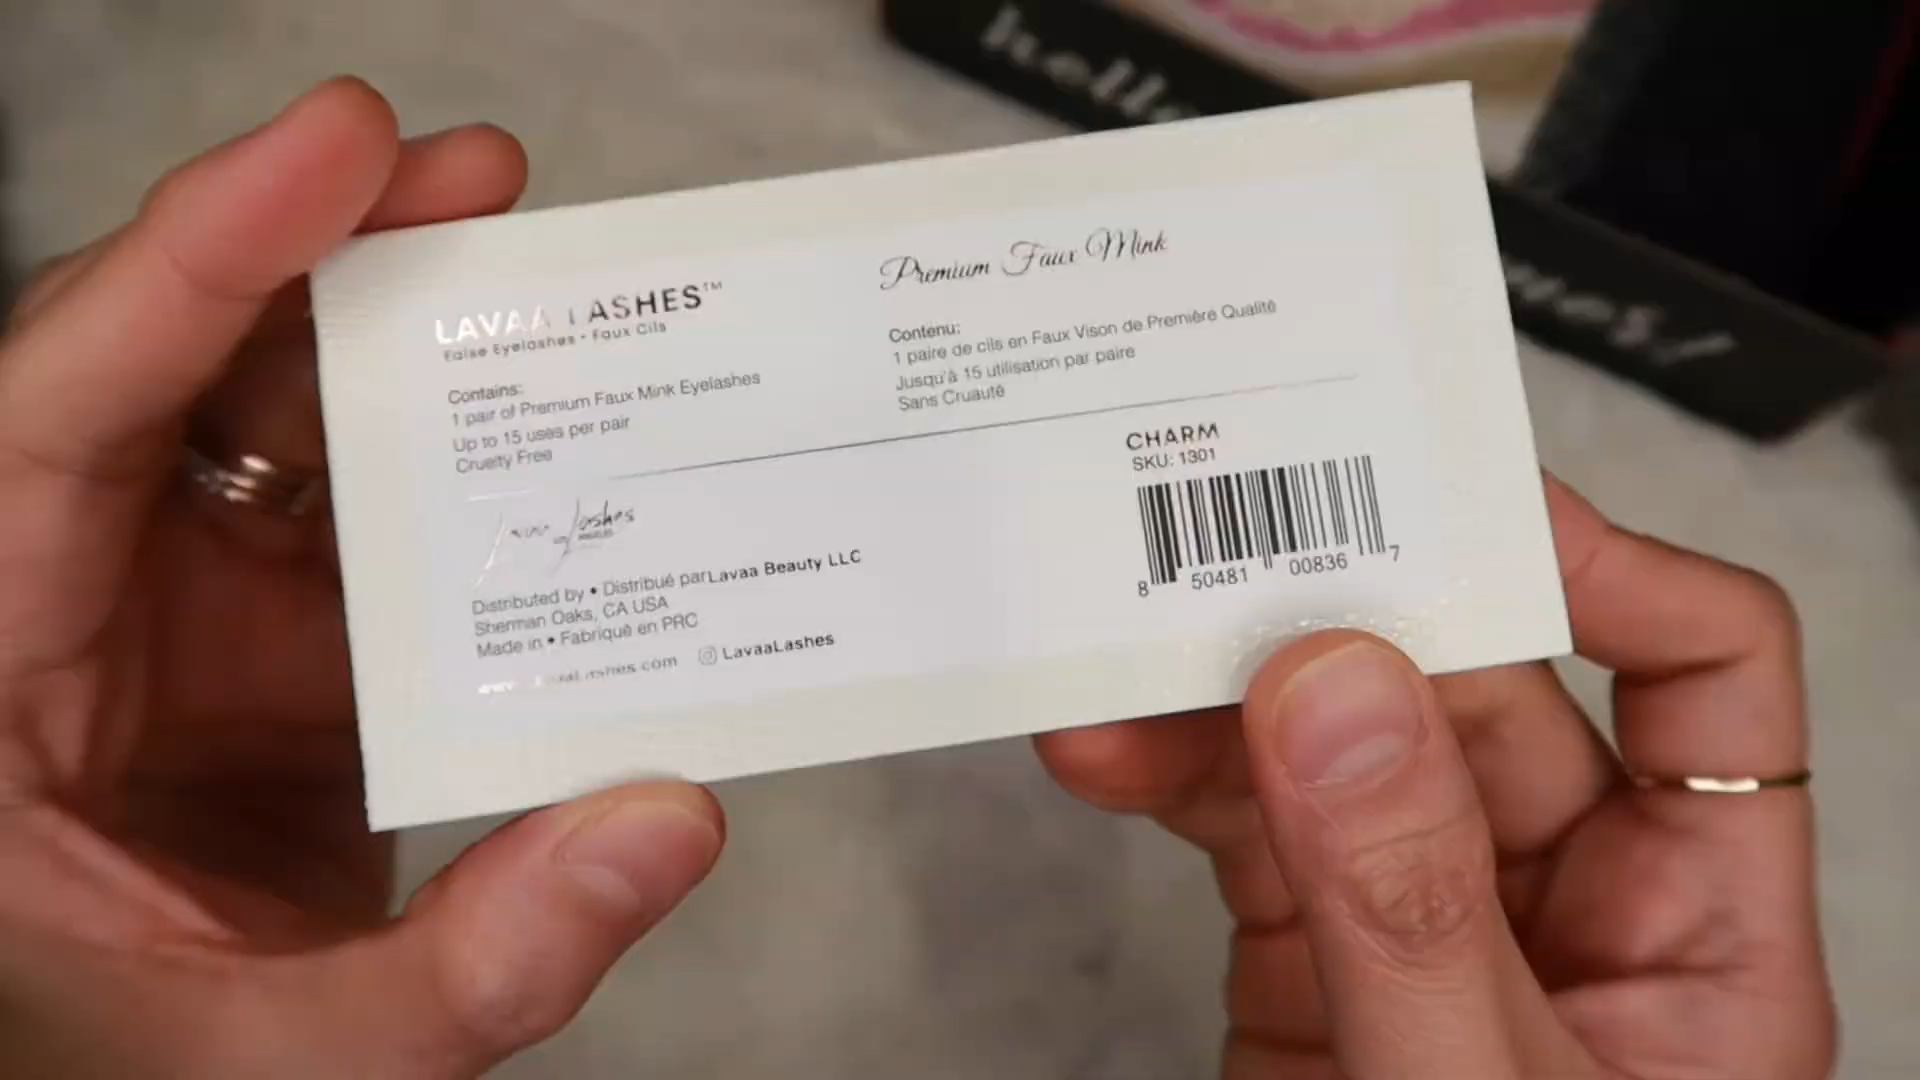 hello
LAVAA LASHES™
False Eyelashes • Faux Cils
Contains:
1 pair of Premium Faux Mink Eyelashes
Up to 15 uses per pair
Cruelty Free
Premium Faux Mink
Contenu:
1 paire de cils en Faux Vison de Première Qualité
Jusqu'à 15 utilisation par paire
Sans Cruauté
Lavaa Lashes
Distributed by • Distribué par Lavaa Beauty LLC
Sherman Oaks, CA USA
Made in • Fabriqué en PRC
LavaaLashes
CHARM
SKU: 1301
8 50481 00836 7